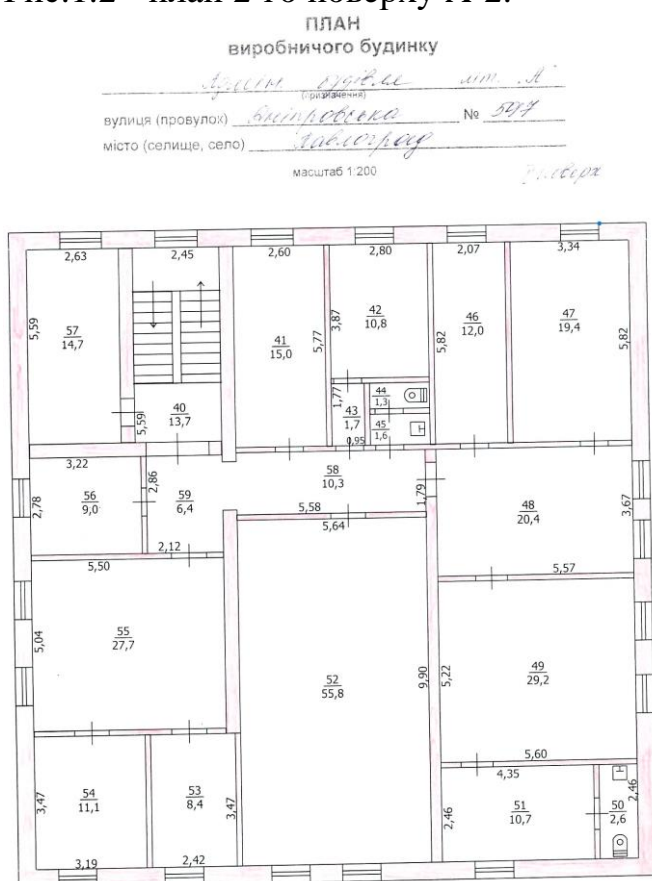 Рис.1.2 - план 2-го поверху А-2.
ПЛАН
виробничого будинку
будівля літ. А
(призначення)
вулиця (провулок) Дніпровська № 597
місто (селище, село) Павлоград
масштаб 1:200
2,63 2,45 2,60 2,80 2,07 3,34
5,59 57 14,7
41 15,0 5,77
3,87 42 10,8
5,82 46 12,0
47 19,4 5,82
40 13,7 5,59
1,77 43 1,7 0,95
44 1,3
45 1,6
3,22 2,78 56 9,0
2,86 59 6,4 2,12
58 10,3 5,58 1,79
48 20,4 3,67 5,57
5,50 5,04 55 27,7
5,64 52 55,8 9,90
5,22 49 29,2 5,60
3,47 54 11,1 3,19
53 8,4 3,47 2,42
4,35 2,46 51 10,7
50 2,6 2,46